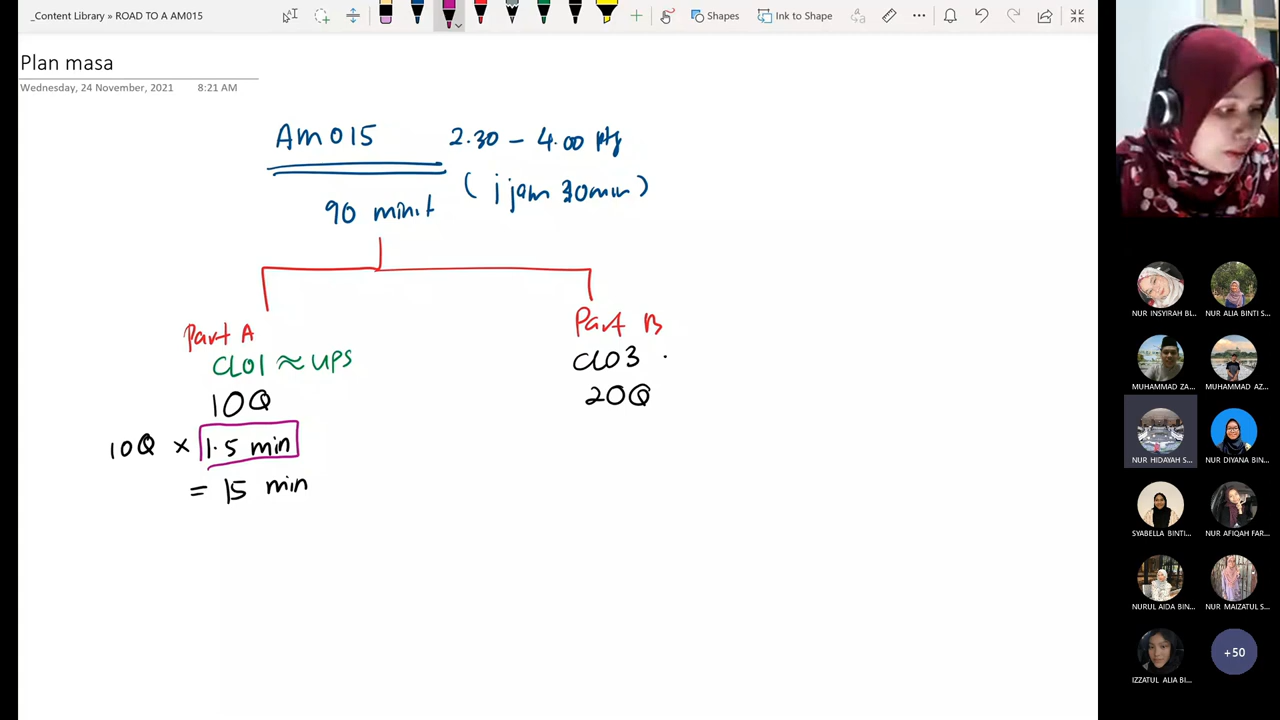 _Content Library » ROAD TO A AM015
Shapes
Ink to Shape
Plan masa
Wednesday, 24 November, 2021 8:21 AM
AM015 2.30 – 4.00 ptg
(1 jam 30min)
90 minit
Part A
CLO1 ≈ UPS
10Q
10Q × 1.5 min
= 15 min
Part B
CLO3 .
20Q
NUR INSYIRAH BI...
NUR ALIA BINTI S...
MUHAMMAD ZA...
MUHAMMAD AZ...
NUR HIDAYAH S...
NUR DIYANA BIN...
SYABELLA BINTI...
NUR AFIQAH FAR...
NURUL AIDA BIN...
NUR MAIZATUL S...
IZZATUL ALIA BI...
+50